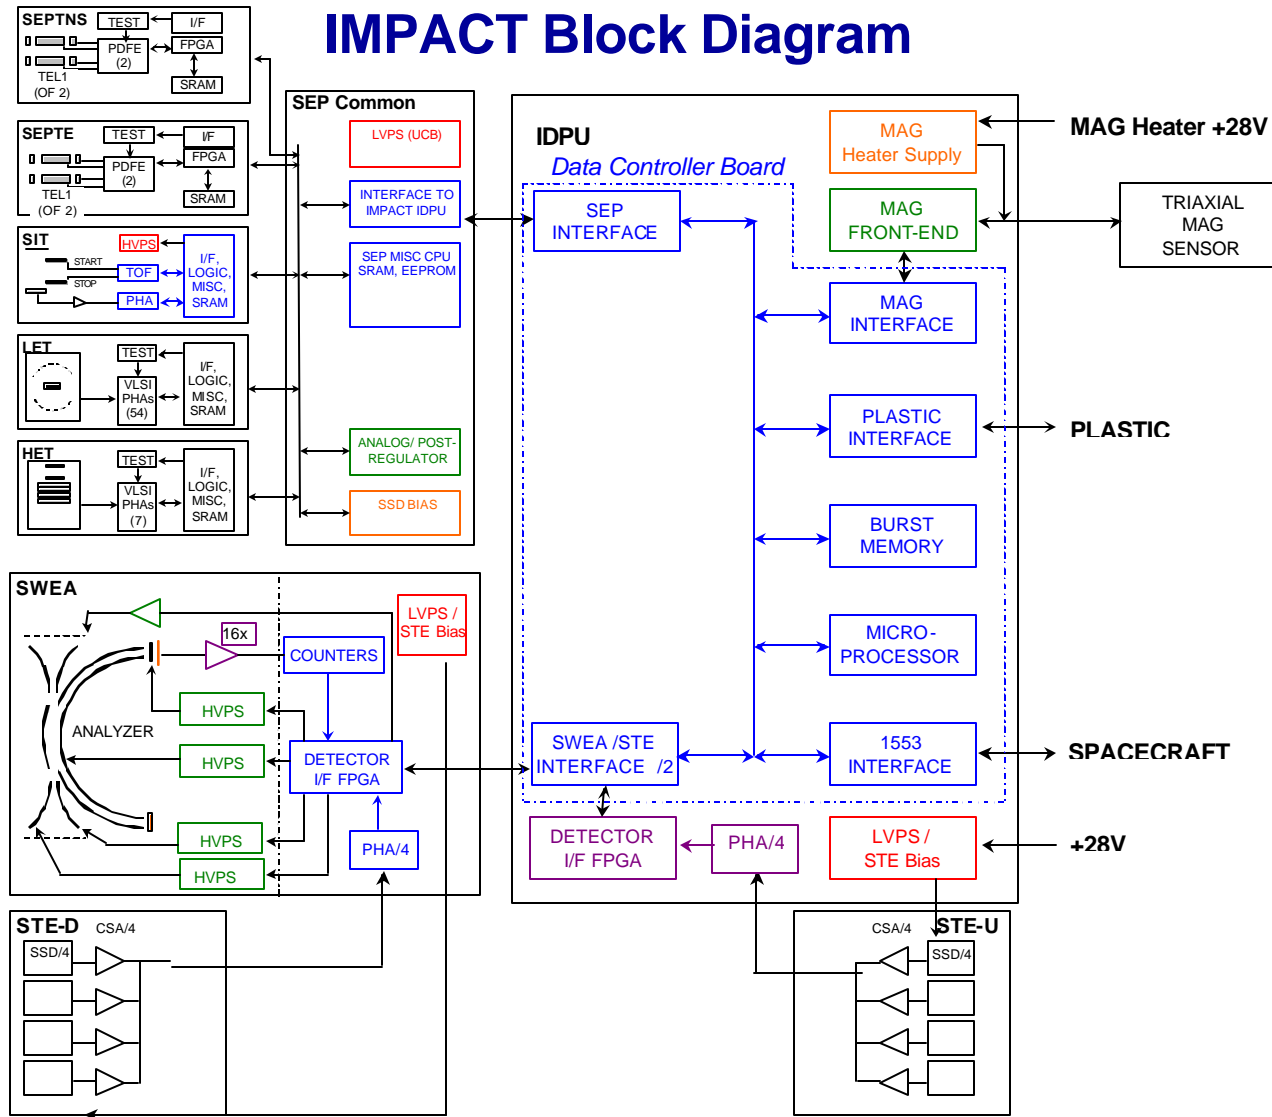 IMPACT Block Diagram
SEPTNS
TEST
I/F
PDFE
(2)
FPGA
SRAM
TEL1
(OF 2)
SEPTE
TEST
I/F
FPGA
PDFE
(2)
SRAM
TEL1
(OF 2)
SIT
HVPS
START
TOF
STOP
PHA
I/F,
LOGIC,
MISC,
SRAM
LET
TEST
VLSI
PHAs
(54)
I/F,
LOGIC,
MISC,
SRAM
HET
TEST
VLSI
PHAs
(7)
I/F,
LOGIC,
MISC,
SRAM
SEP Common
LVPS (UCB)
INTERFACE TO
IMPACT IDPU
SEP MISC CPU
SRAM, EEPROM
ANALOG/ POST-
REGULATOR
SSD BIAS
IDPU
Data Controller Board
MAG
Heater Supply
MAG Heater +28V
SEP
INTERFACE
MAG
FRONT-END
TRIAXIAL
MAG
SENSOR
MAG
INTERFACE
PLASTIC
INTERFACE
PLASTIC
BURST
MEMORY
MICRO-
PROCESSOR
SWEA /STE
INTERFACE /2
1553
INTERFACE
SPACECRAFT
DETECTOR
I/F FPGA
PHA/4
LVPS /
STE Bias
+28V
SWEA
16x
COUNTERS
LVPS /
STE Bias
HVPS
ANALYZER
HVPS
DETECTOR
I/F FPGA
HVPS
HVPS
PHA/4
STE-D
CSA/4
SSD/4
CSA/4
STE-U
SSD/4